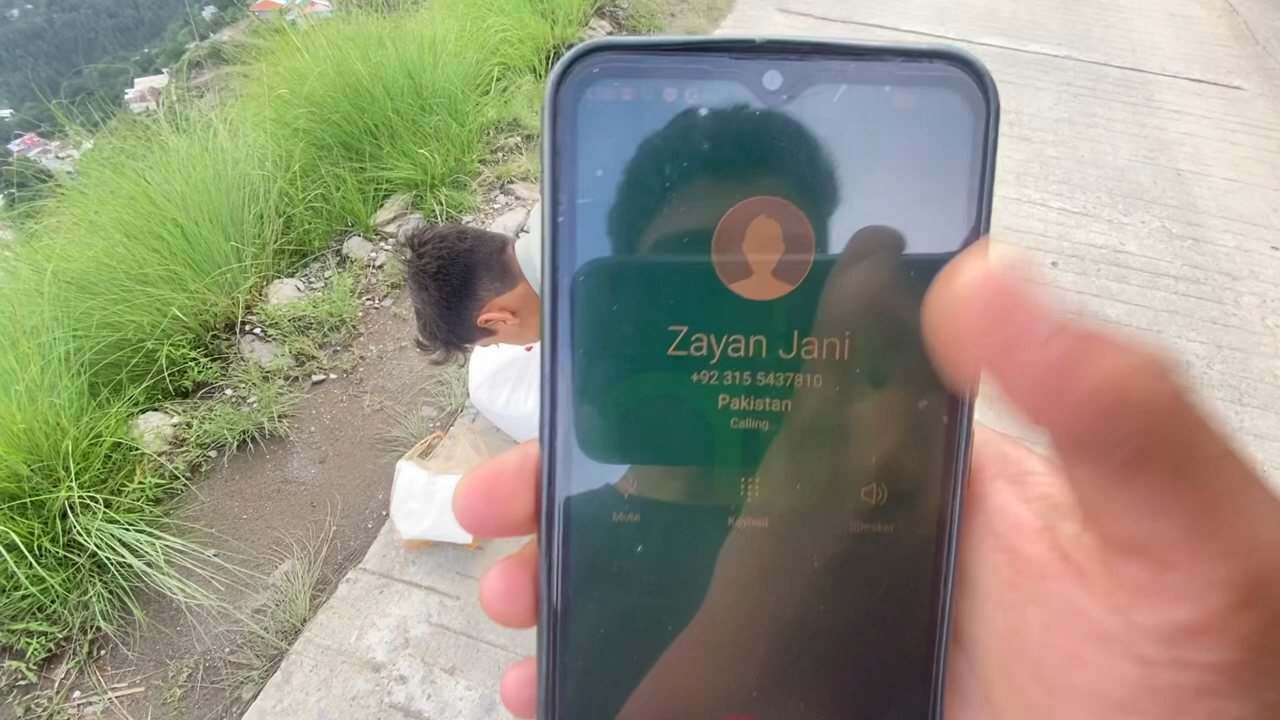 Zayan Jani
+92 315 5437810
Pakistan
Calling...
Mute
Keypad
Speaker